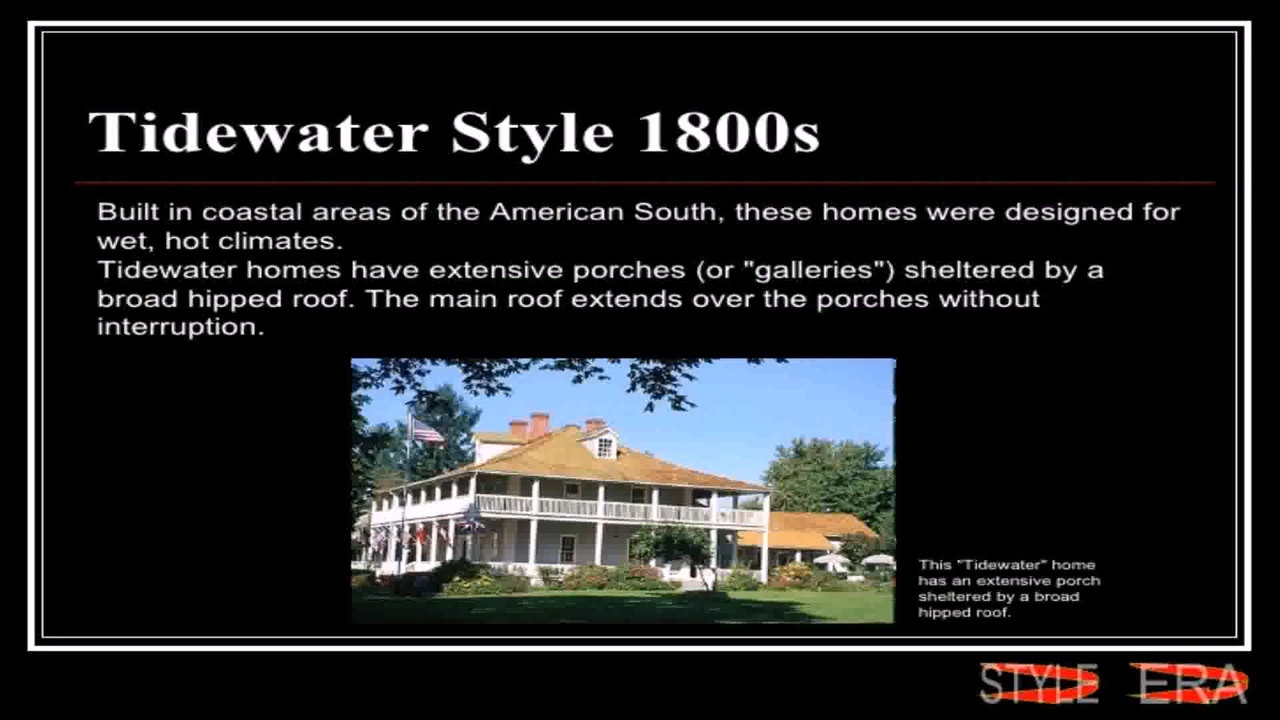 Tidewater Style 1800s
Built in coastal areas of the American South, these homes were designed for
wet, hot climates.
Tidewater homes have extensive porches (or "galleries") sheltered by a
broad hipped roof. The main roof extends over the porches without
interruption.
This "Tidewater" home
has an extensive porch
sheltered by a broad
hipped roof.
STYLE ERA